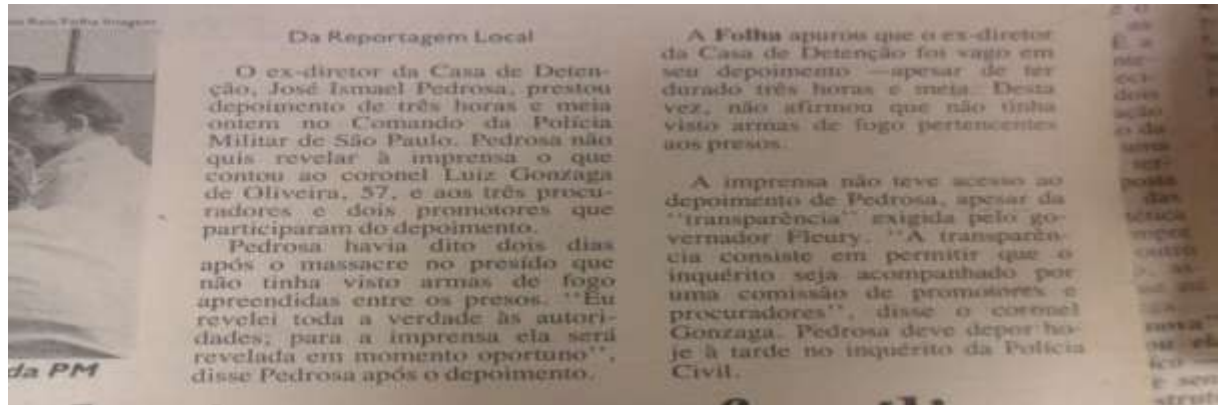 Da Reportagem Local
O ex-diretor da Casa de Deten-
ção, José Ismael Pedrosa, prestou
depoimento de três horas e meia
ontem no Comando da Polícia
Militar de São Paulo. Pedrosa não
quis revelar à imprensa o que
contou ao coronel Luiz Gonzaga
de Oliveira, 57, e aos três procu-
radores e dois promotores que
participaram do depoimento.
Pedrosa havia dito dois dias
após o massacre no presído que
não tinha visto armas de fogo
apreendidas entre os presos. "Eu
revelei toda a verdade às autori-
dades; para a imprensa ela será
revelada em momento oportuno",
disse Pedrosa após o depoimento.
A Folha apurou que o ex-diretor
da Casa de Detenção foi vago em
seu depoimento —apesar de ter
durado três horas e meia. Desta
vez, não afirmou que não tinha
visto armas de fogo pertencentes
aos presos.
A imprensa não teve acesso ao
depoimento de Pedrosa, apesar da
"transparência" exigida pelo go-
vernador Fleury. "A transparên-
cia consiste em permitir que o
inquérito seja acompanhado por
uma comissão de promotores e
procuradores", disse o coronel
Gonzaga. Pedrosa deve depor ho-
je à tarde no inquérito da Polícia
Civil.
da PM